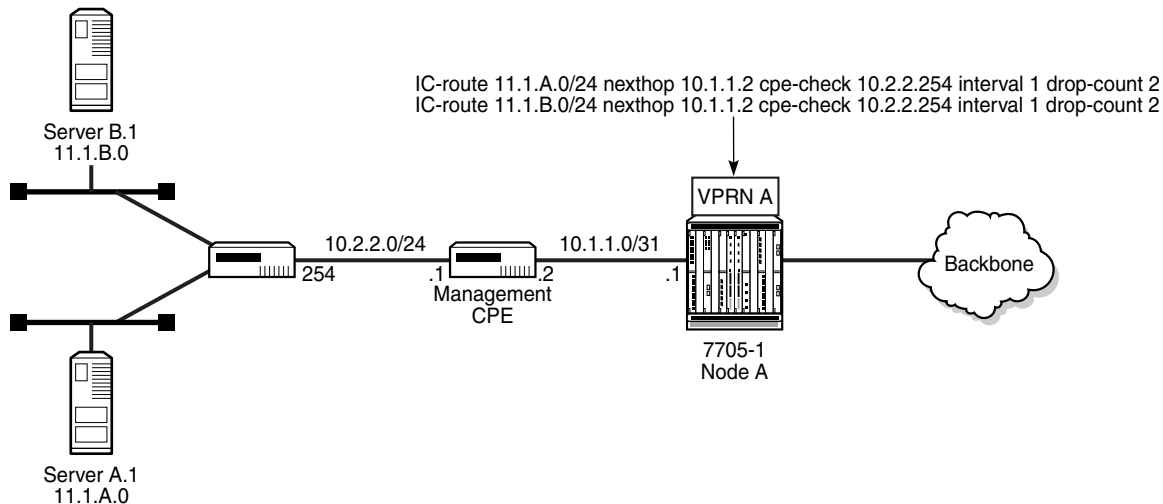 IC-route 11.1.A.0/24 nexthop 10.1.1.2 cpe-check 10.2.2.254 interval 1 drop-count 2
IC-route 11.1.B.0/24 nexthop 10.1.1.2 cpe-check 10.2.2.254 interval 1 drop-count 2
Server B.1
11.1.B.0
VPRN A
10.2.2.0/24
10.1.1.0/31
254
.1
.2
.1
Management
CPE
Backbone
7705-1
Node A
Server A.1
11.1.A.0